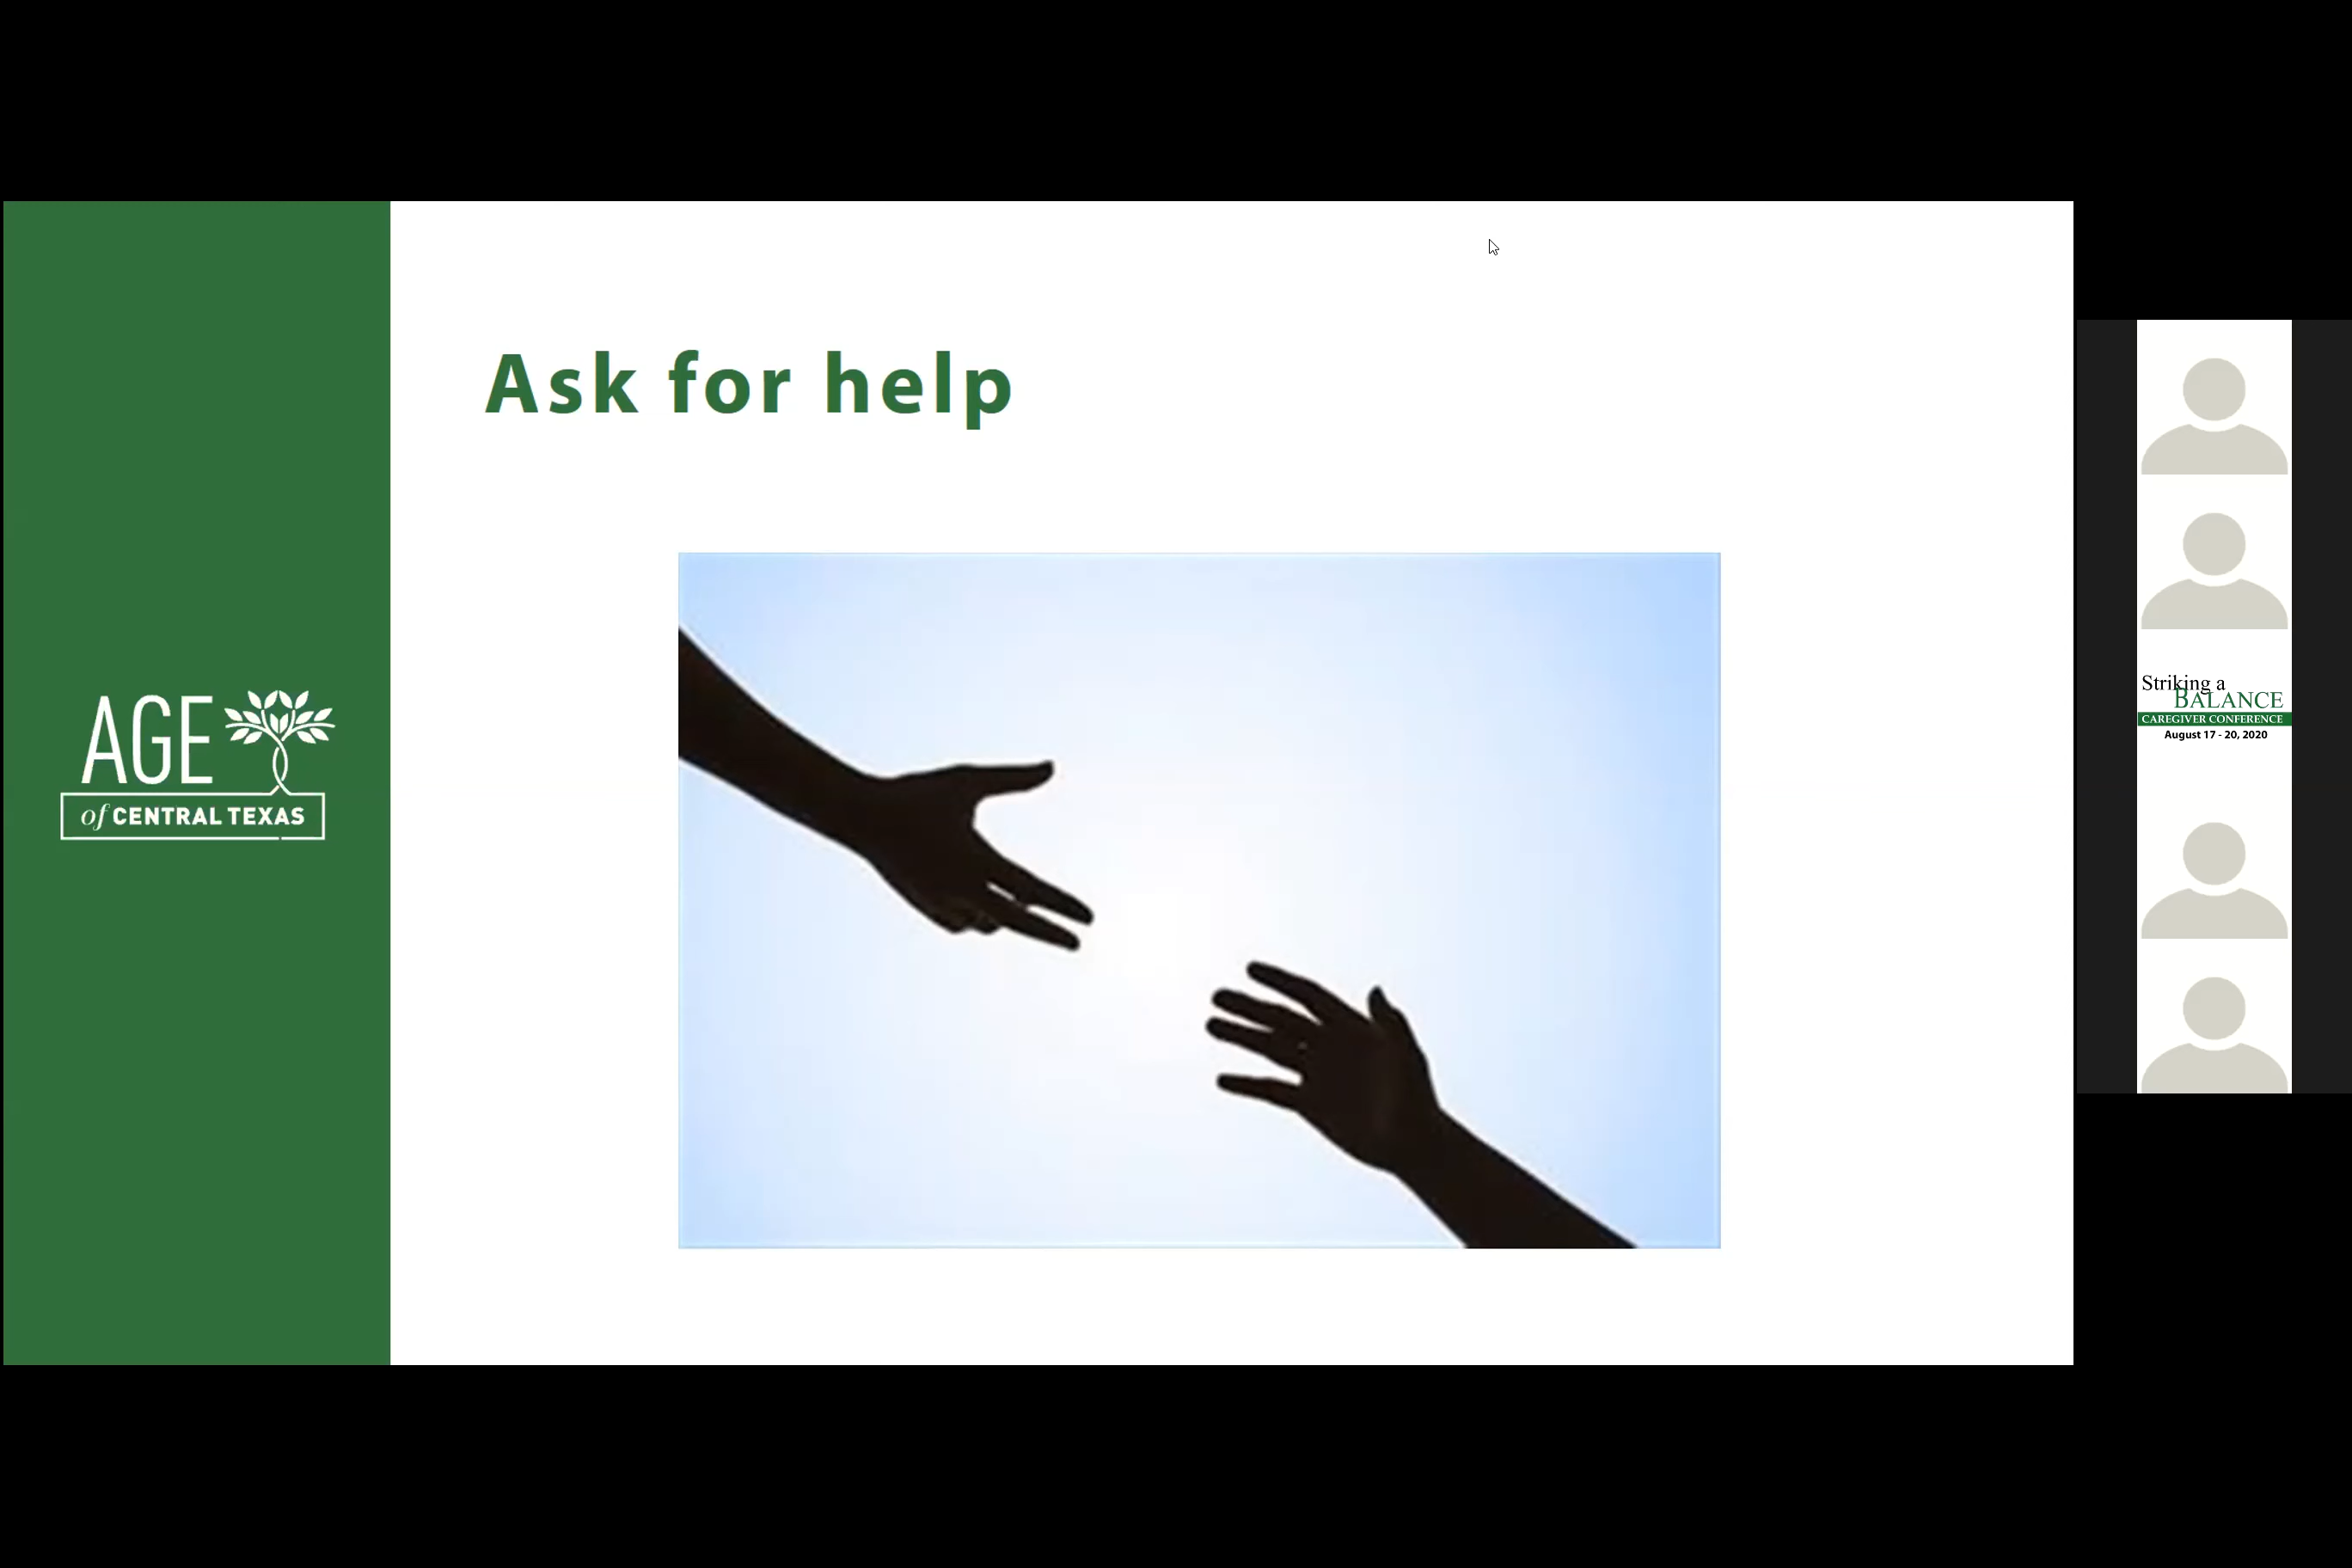 Ask for help
AGE
of CENTRAL TEXAS
Striking a
BALANCE
CAREGIVER CONFERENCE
August 17 - 20, 2020